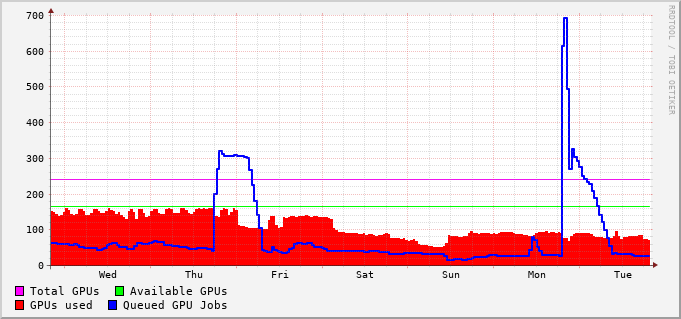 700
600
500
400
300
200
100
0
Wed Thu Fri Sat Sun Mon Tue
Total GPUs Available GPUs
GPUs used Queued GPU Jobs
RRDTOOL / TOBI OETIKER